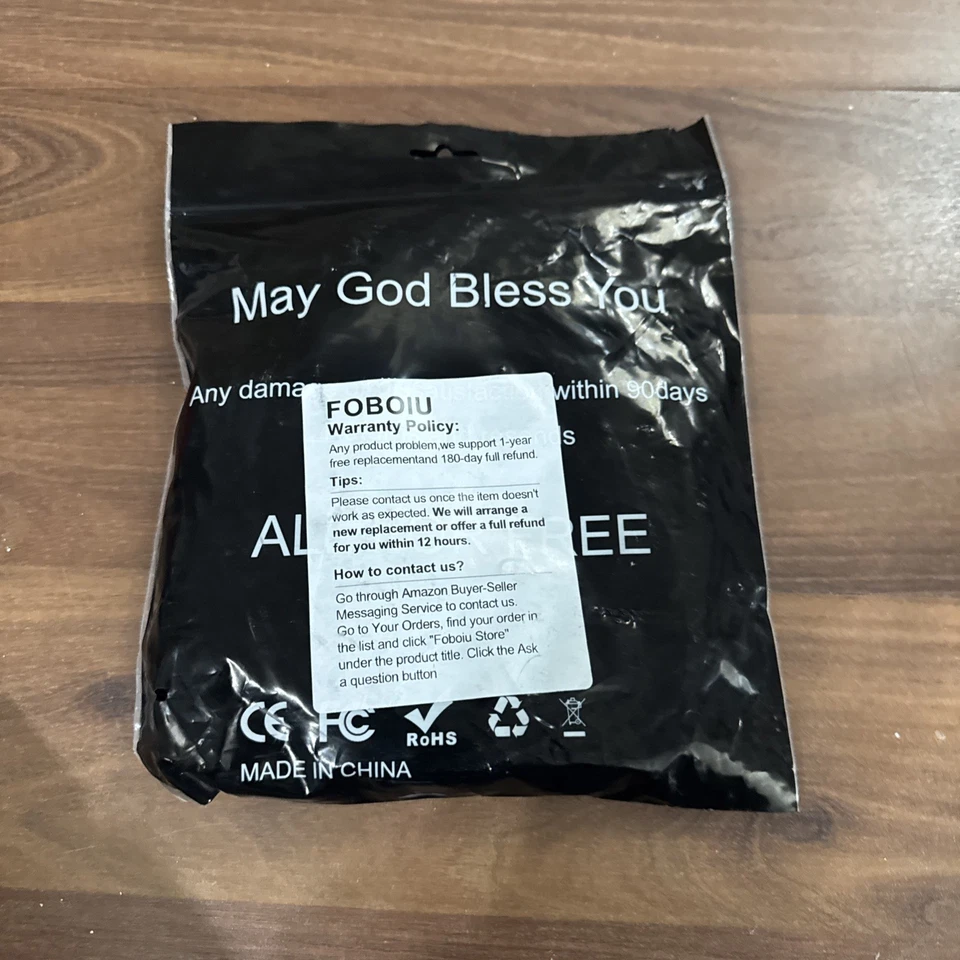 May God Bless You
Any within 90days
FOBOIU
Warranty Policy:
Any product problem,we support 1-year
free replacementand 180-day full refund.
Tips:
Please contact us once the item doesn't
work as expected. We will arrange a
new replacement or offer a full refund
for you within 12 hours.
How to contact us?
Go through Amazon Buyer-Seller
Messaging Service to contact us.
Go to Your Orders, find your order in
the list and click "Foboiu Store"
under the product title. Click the Ask
a question button
FREE
CE FC RoHS
MADE IN CHINA